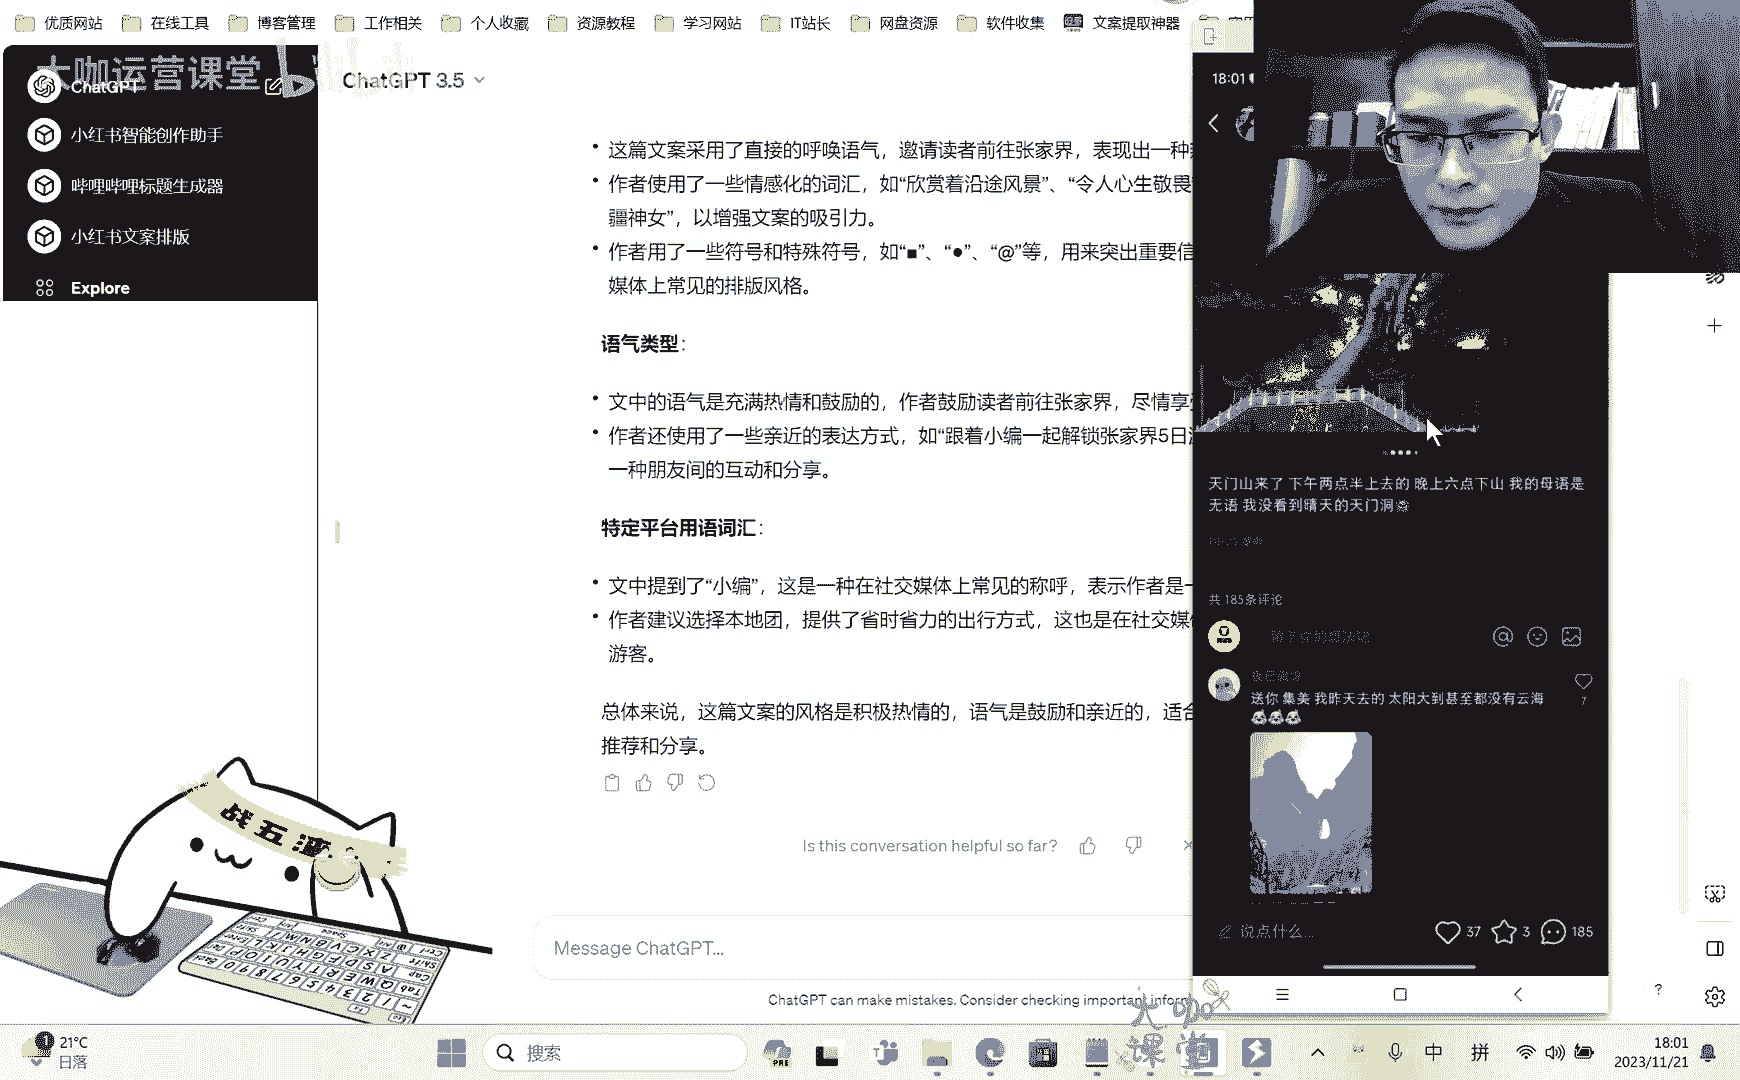 优质网站 在线工具 博客管理 工作相关 个人收藏 资源教程 学习网站 IT站长 网盘资源 软件收集 文案提取神器
大咖运营课堂
ChatGPT
小红书智能创作助手
哔哩哔哩标题生成器
小红书文案排版
Explore
ChatGPT 3.5
这篇文案采用了直接的呼唤语气，邀请读者前往张家界，表现出一种
作者使用了一些情感化的词汇，如“欣赏着沿途风景”、“令人心生敬畏
疆神女”，以增强文案的吸引力。
作者用了一些符号和特殊符号，如“■”、“●”、“@”等，用来突出重要信
媒体上常见的排版风格。
语气类型：
文中的语气是充满热情和鼓励的，作者鼓励读者前往张家界，尽情享
作者还使用了一些亲近的表达方式，如“跟着小编一起解锁张家界5日
一种朋友间的互动和分享。
特定平台用语词汇：
文中提到了“小编”，这是一种在社交媒体上常见的称呼，表示作者是一
作者建议选择本地团，提供了省时省力的出行方式，这也是在社交媒
游客。
总体来说，这篇文案的风格是积极热情的，语气是鼓励和亲近的，适合
推荐和分享。
Is this conversation helpful so far?
Message ChatGPT...
ChatGPT can make mistakes. Consider checking important inform
18:01
天门山来了 下午两点半上去的 晚上六点下山 我的母语是
无语 我没看到晴天的天门洞
共 185条评论
送你 集美 我昨天去的 太阳大到甚至都没有云海
7
说点什么...
37 3 185
战五渣
大咖
课堂
21°C
日落
搜索
中 拼
18:01
2023/11/21